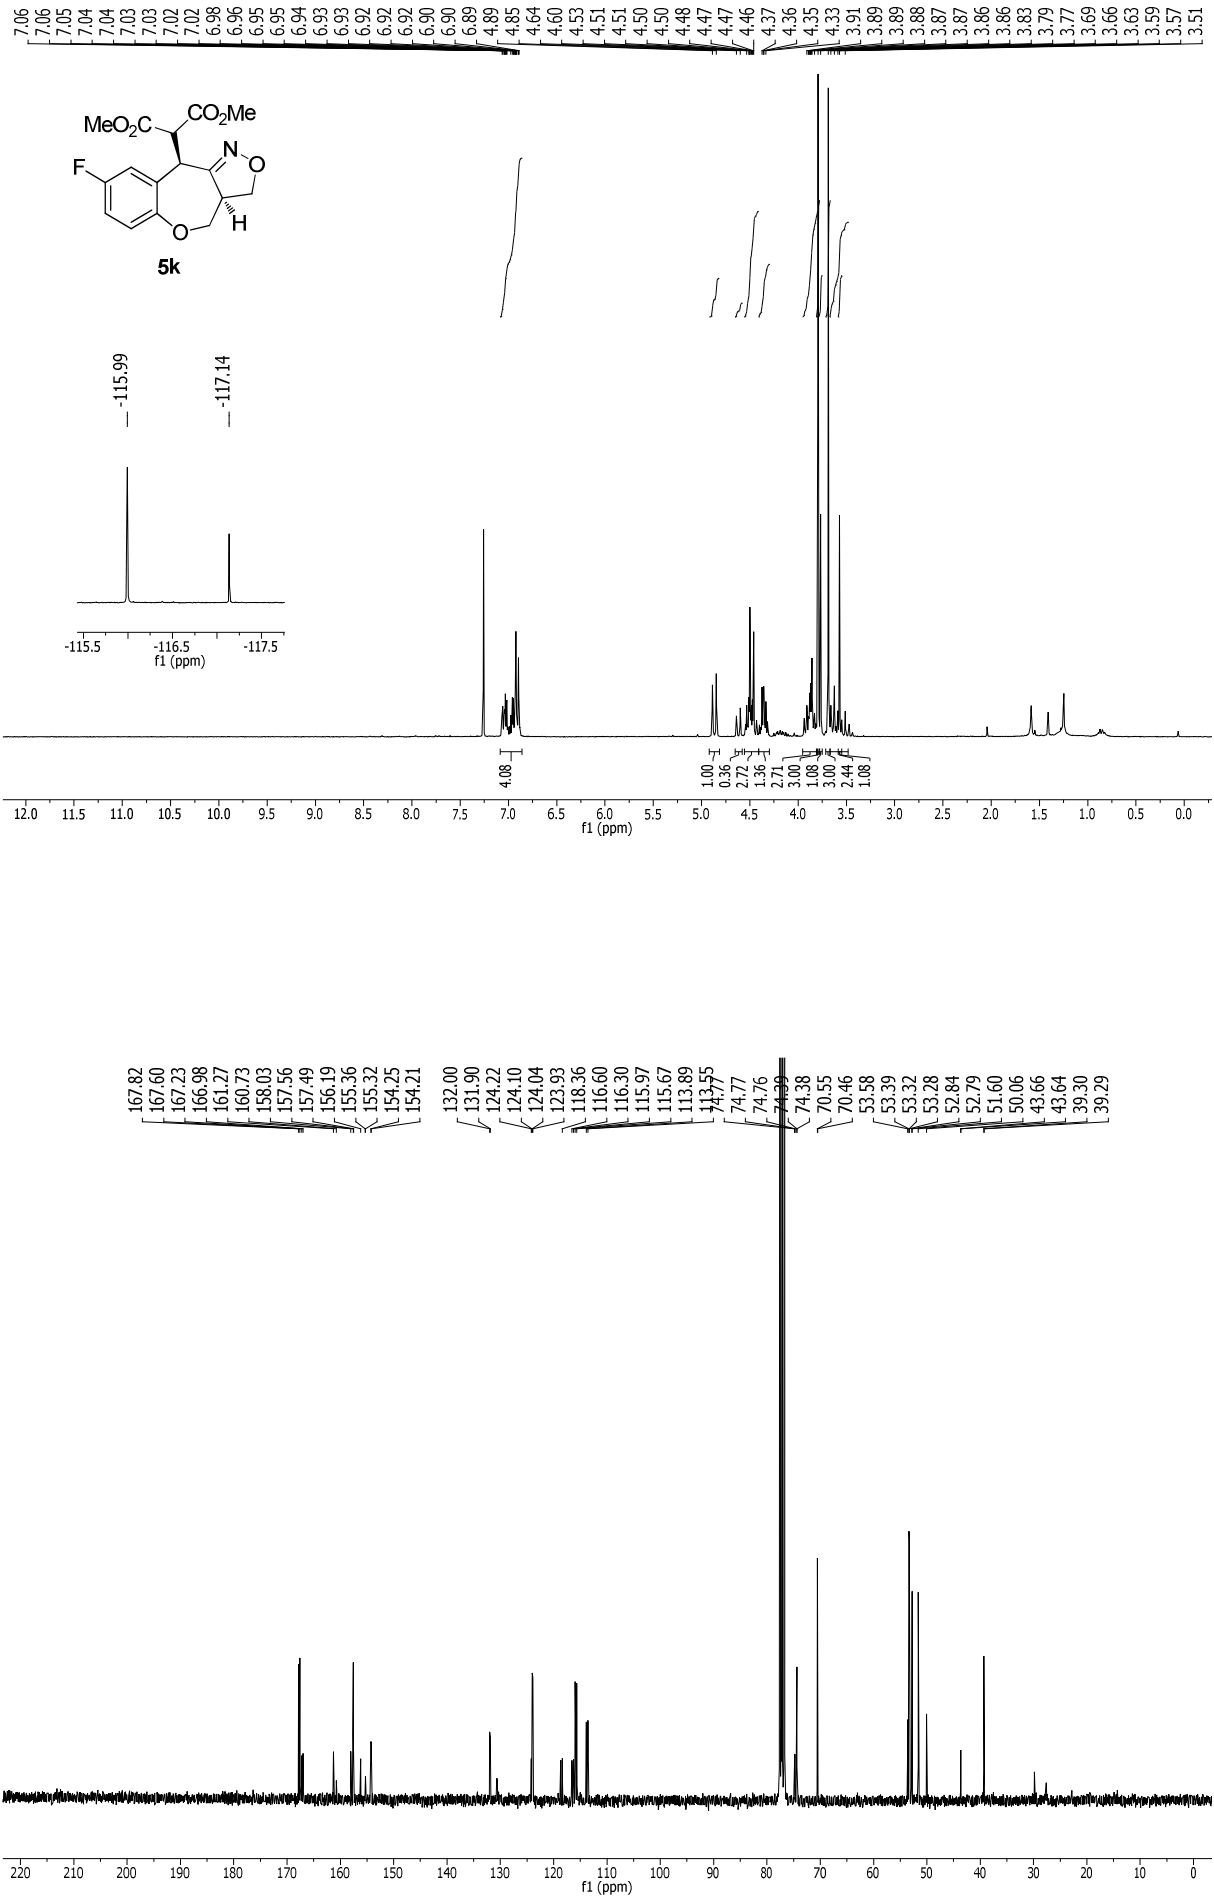 7.06 7.06 7.05 7.04 7.04 7.03 7.03 7.02 7.02 6.98 6.96 6.95 6.95 6.94 6.93 6.93 6.92 6.92 6.92 6.90 6.90 6.89 4.89 4.85 4.64 4.60 4.53 4.51 4.51 4.50 4.50 4.48 4.47 4.47 4.46 4.37 4.36 4.35 4.33 3.91 3.89 3.89 3.88 3.87 3.87 3.86 3.86 3.83 3.79 3.77 3.69 3.66 3.63 3.59 3.57 3.51
MeO2C CO2Me
F N O
O H
5k
-115.99 -117.14
-115.5 -116.5 -117.5
f1 (ppm)
4.08 1.00 0.36 2.72 1.36 2.71 3.00 1.08 3.00 2.44 1.08
12.0 11.5 11.0 10.5 10.0 9.5 9.0 8.5 8.0 7.5 7.0 6.5 6.0 5.5 5.0 4.5 4.0 3.5 3.0 2.5 2.0 1.5 1.0 0.5 0.0
f1 (ppm)
167.82 167.60 167.23 166.98 161.27 160.73 158.03 157.56 157.49 156.19 155.36 155.32 154.25 154.21 132.00 131.90 124.22 124.10 124.04 123.93 118.36 116.60 116.30 115.97 115.67 113.89 113.55 74.77 74.77 74.76 74.39 74.38 70.55 70.46 53.58 53.39 53.32 53.28 52.84 52.79 51.60 50.06 43.66 43.64 39.30 39.29
220 210 200 190 180 170 160 150 140 130 120 110 100 90 80 70 60 50 40 30 20 10 0
f1 (ppm)